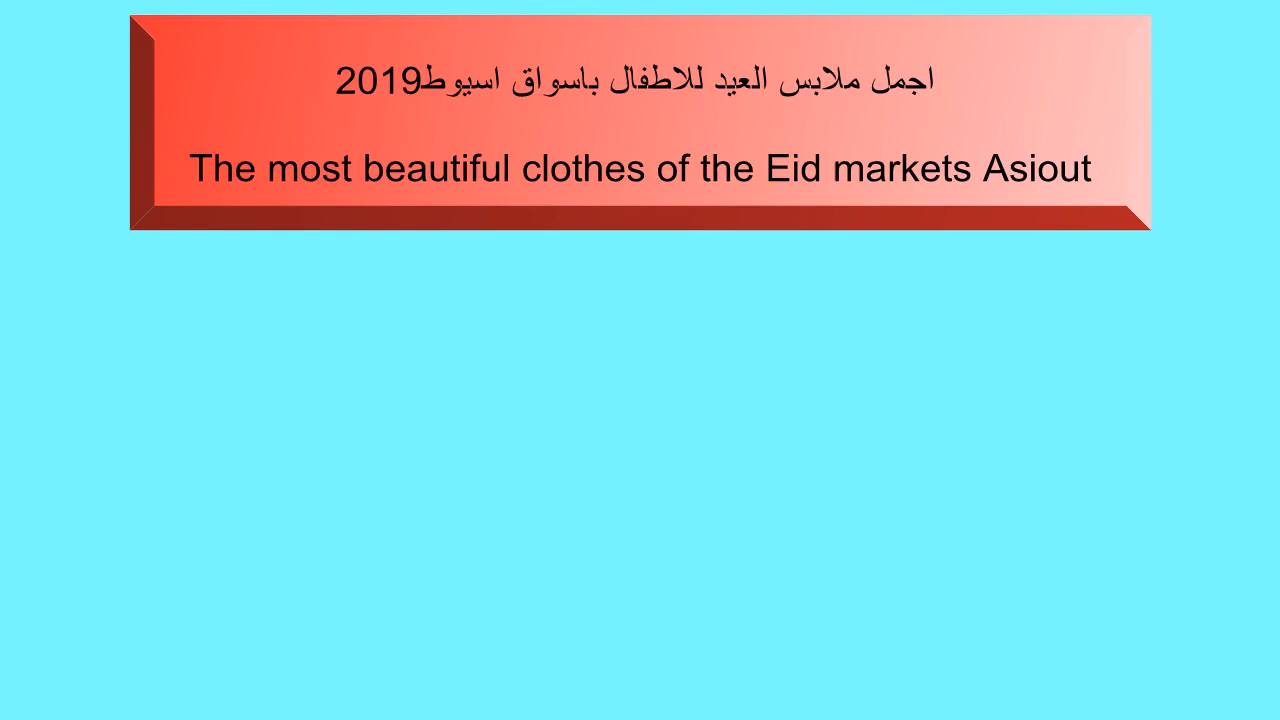 اجمل ملابس العيد للاطفال باسواق اسيوط2019
The most beautiful clothes of the Eid markets Asiout